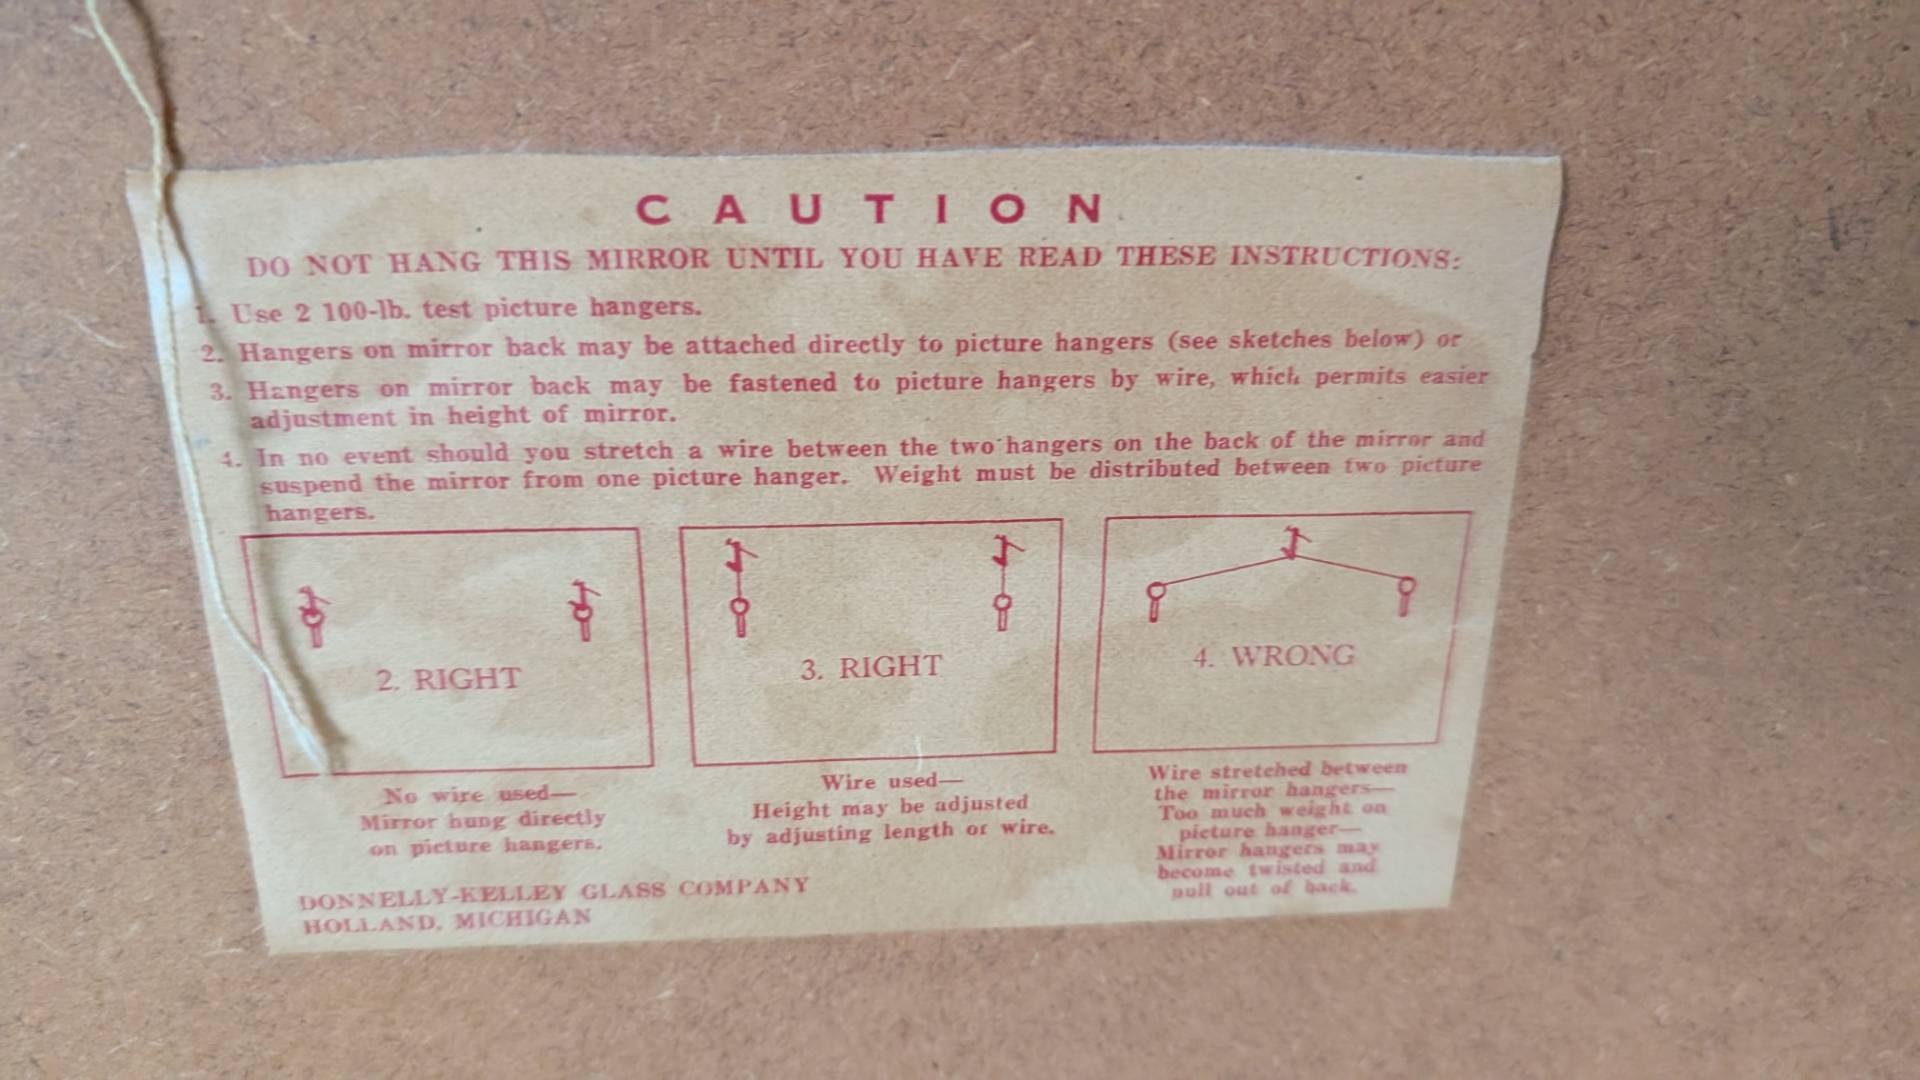 CAUTION
DO NOT HANG THIS MIRROR UNTIL YOU HAVE READ THESE INSTRUCTIONS:
1. Use 2 100-lb. test picture hangers.
2. Hangers on mirror back may be attached directly to picture hangers (see sketches below) or
3. Hangers on mirror back may be fastened to picture hangers by wire, which permits easier
adjustment in height of mirror.
4. In no event should you stretch a wire between the two hangers on the back of the mirror and
suspend the mirror from one picture hanger. Weight must be distributed between two picture
hangers.
2. RIGHT
No wire used—
Mirror hung directly
on picture hangers.
3. RIGHT
Wire used—
Height may be adjusted
by adjusting length or wire.
4. WRONG
Wire stretched between
the mirror hangers—
Too much weight on
picture hanger—
Mirror hangers may
become twisted and
pull out of back.
DONNELLY-KELLEY GLASS COMPANY
HOLLAND, MICHIGAN